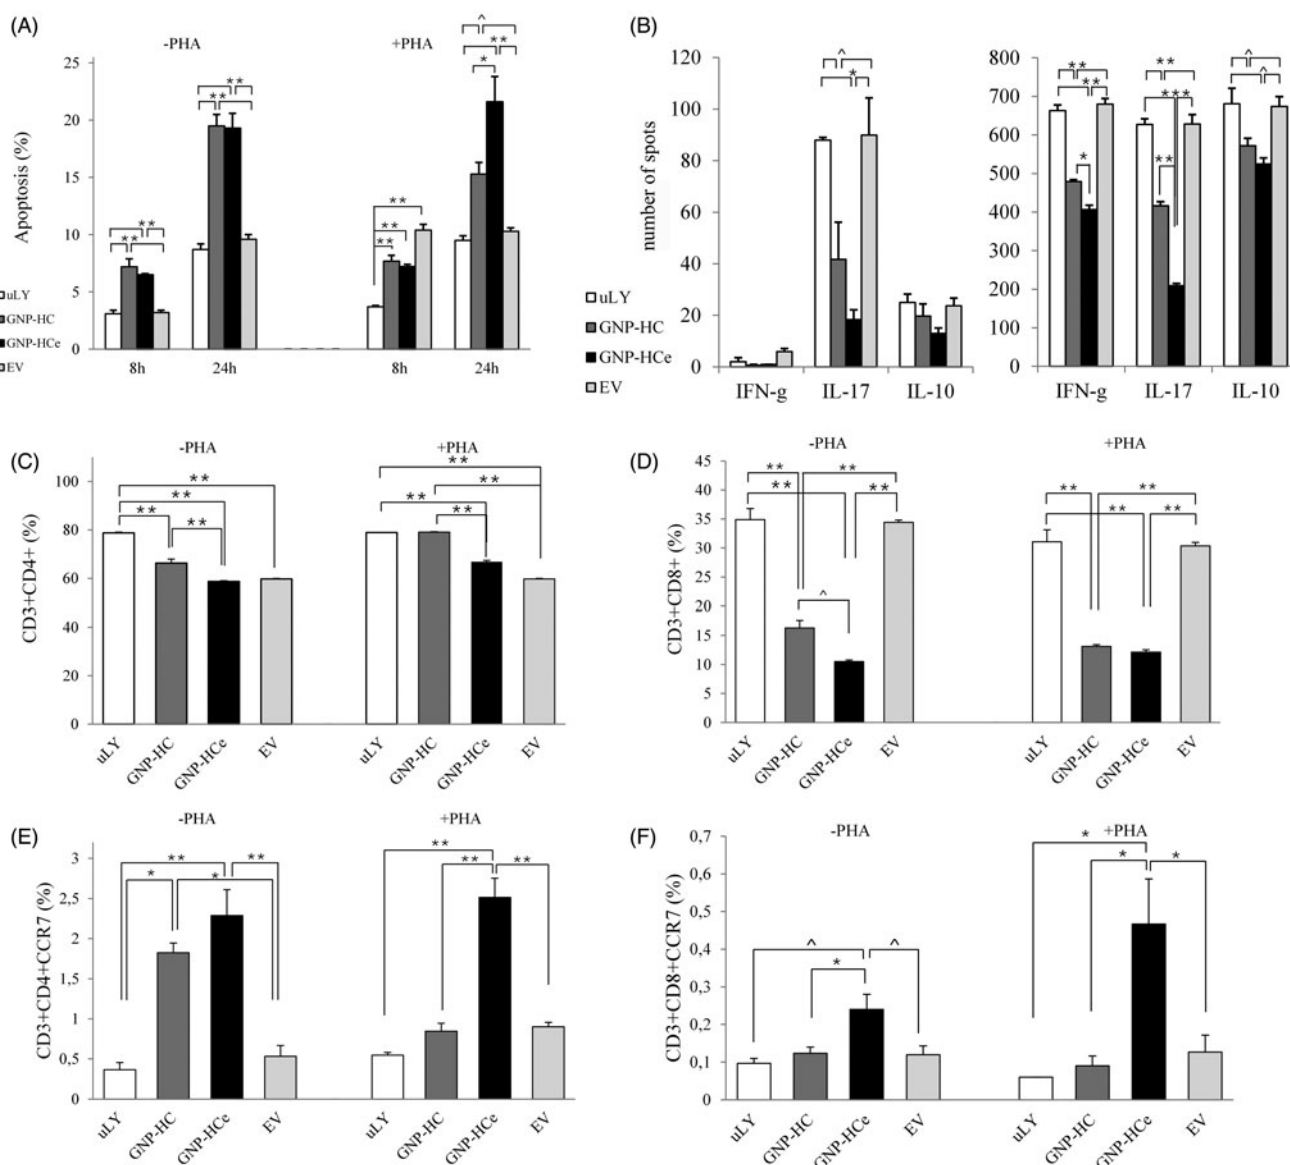 (A)
-PHA
+PHA
^
**
**
*
**
**
**
**
**
**
**
Apoptosis (%)
25
20
15
10
5
0
8h
24h
8h
24h
uLY
GNP-HC
GNP-HCe
EV
(B)
number of spots
120
100
80
60
40
20
0
^
*
IFN-g
IL-17
IL-10
800
700
600
500
400
300
200
100
0
**
**
*
**
***
**
^
^
IFN-g
IL-17
IL-10
uLY
GNP-HC
GNP-HCe
EV
(C)
-PHA
+PHA
CD3+CD4+ (%)
100
80
60
40
20
0
**
**
**
**
**
**
**
**
uLY
GNP-HC
GNP-HCe
EV
uLY
GNP-HC
GNP-HCe
EV
(D)
-PHA
+PHA
CD3+CD8+ (%)
45
40
35
30
25
20
15
10
5
0
**
**
**
**
^
**
**
**
**
uLY
GNP-HC
GNP-HCe
EV
uLY
GNP-HC
GNP-HCe
EV
(E)
-PHA
+PHA
CD3+CD4+CCR7 (%)
3
2,5
2
1,5
1
0,5
0
**
**
*
*
**
**
**
uLY
GNP-HC
GNP-HCe
EV
uLY
GNP-HC
GNP-HCe
EV
(F)
-PHA
+PHA
CD3+CD8+CCR7 (%)
0,7
0,6
0,5
0,4
0,3
0,2
0,1
0
^
^
*
*
*
*
uLY
GNP-HC
GNP-HCe
EV
uLY
GNP-HC
GNP-HCe
EV